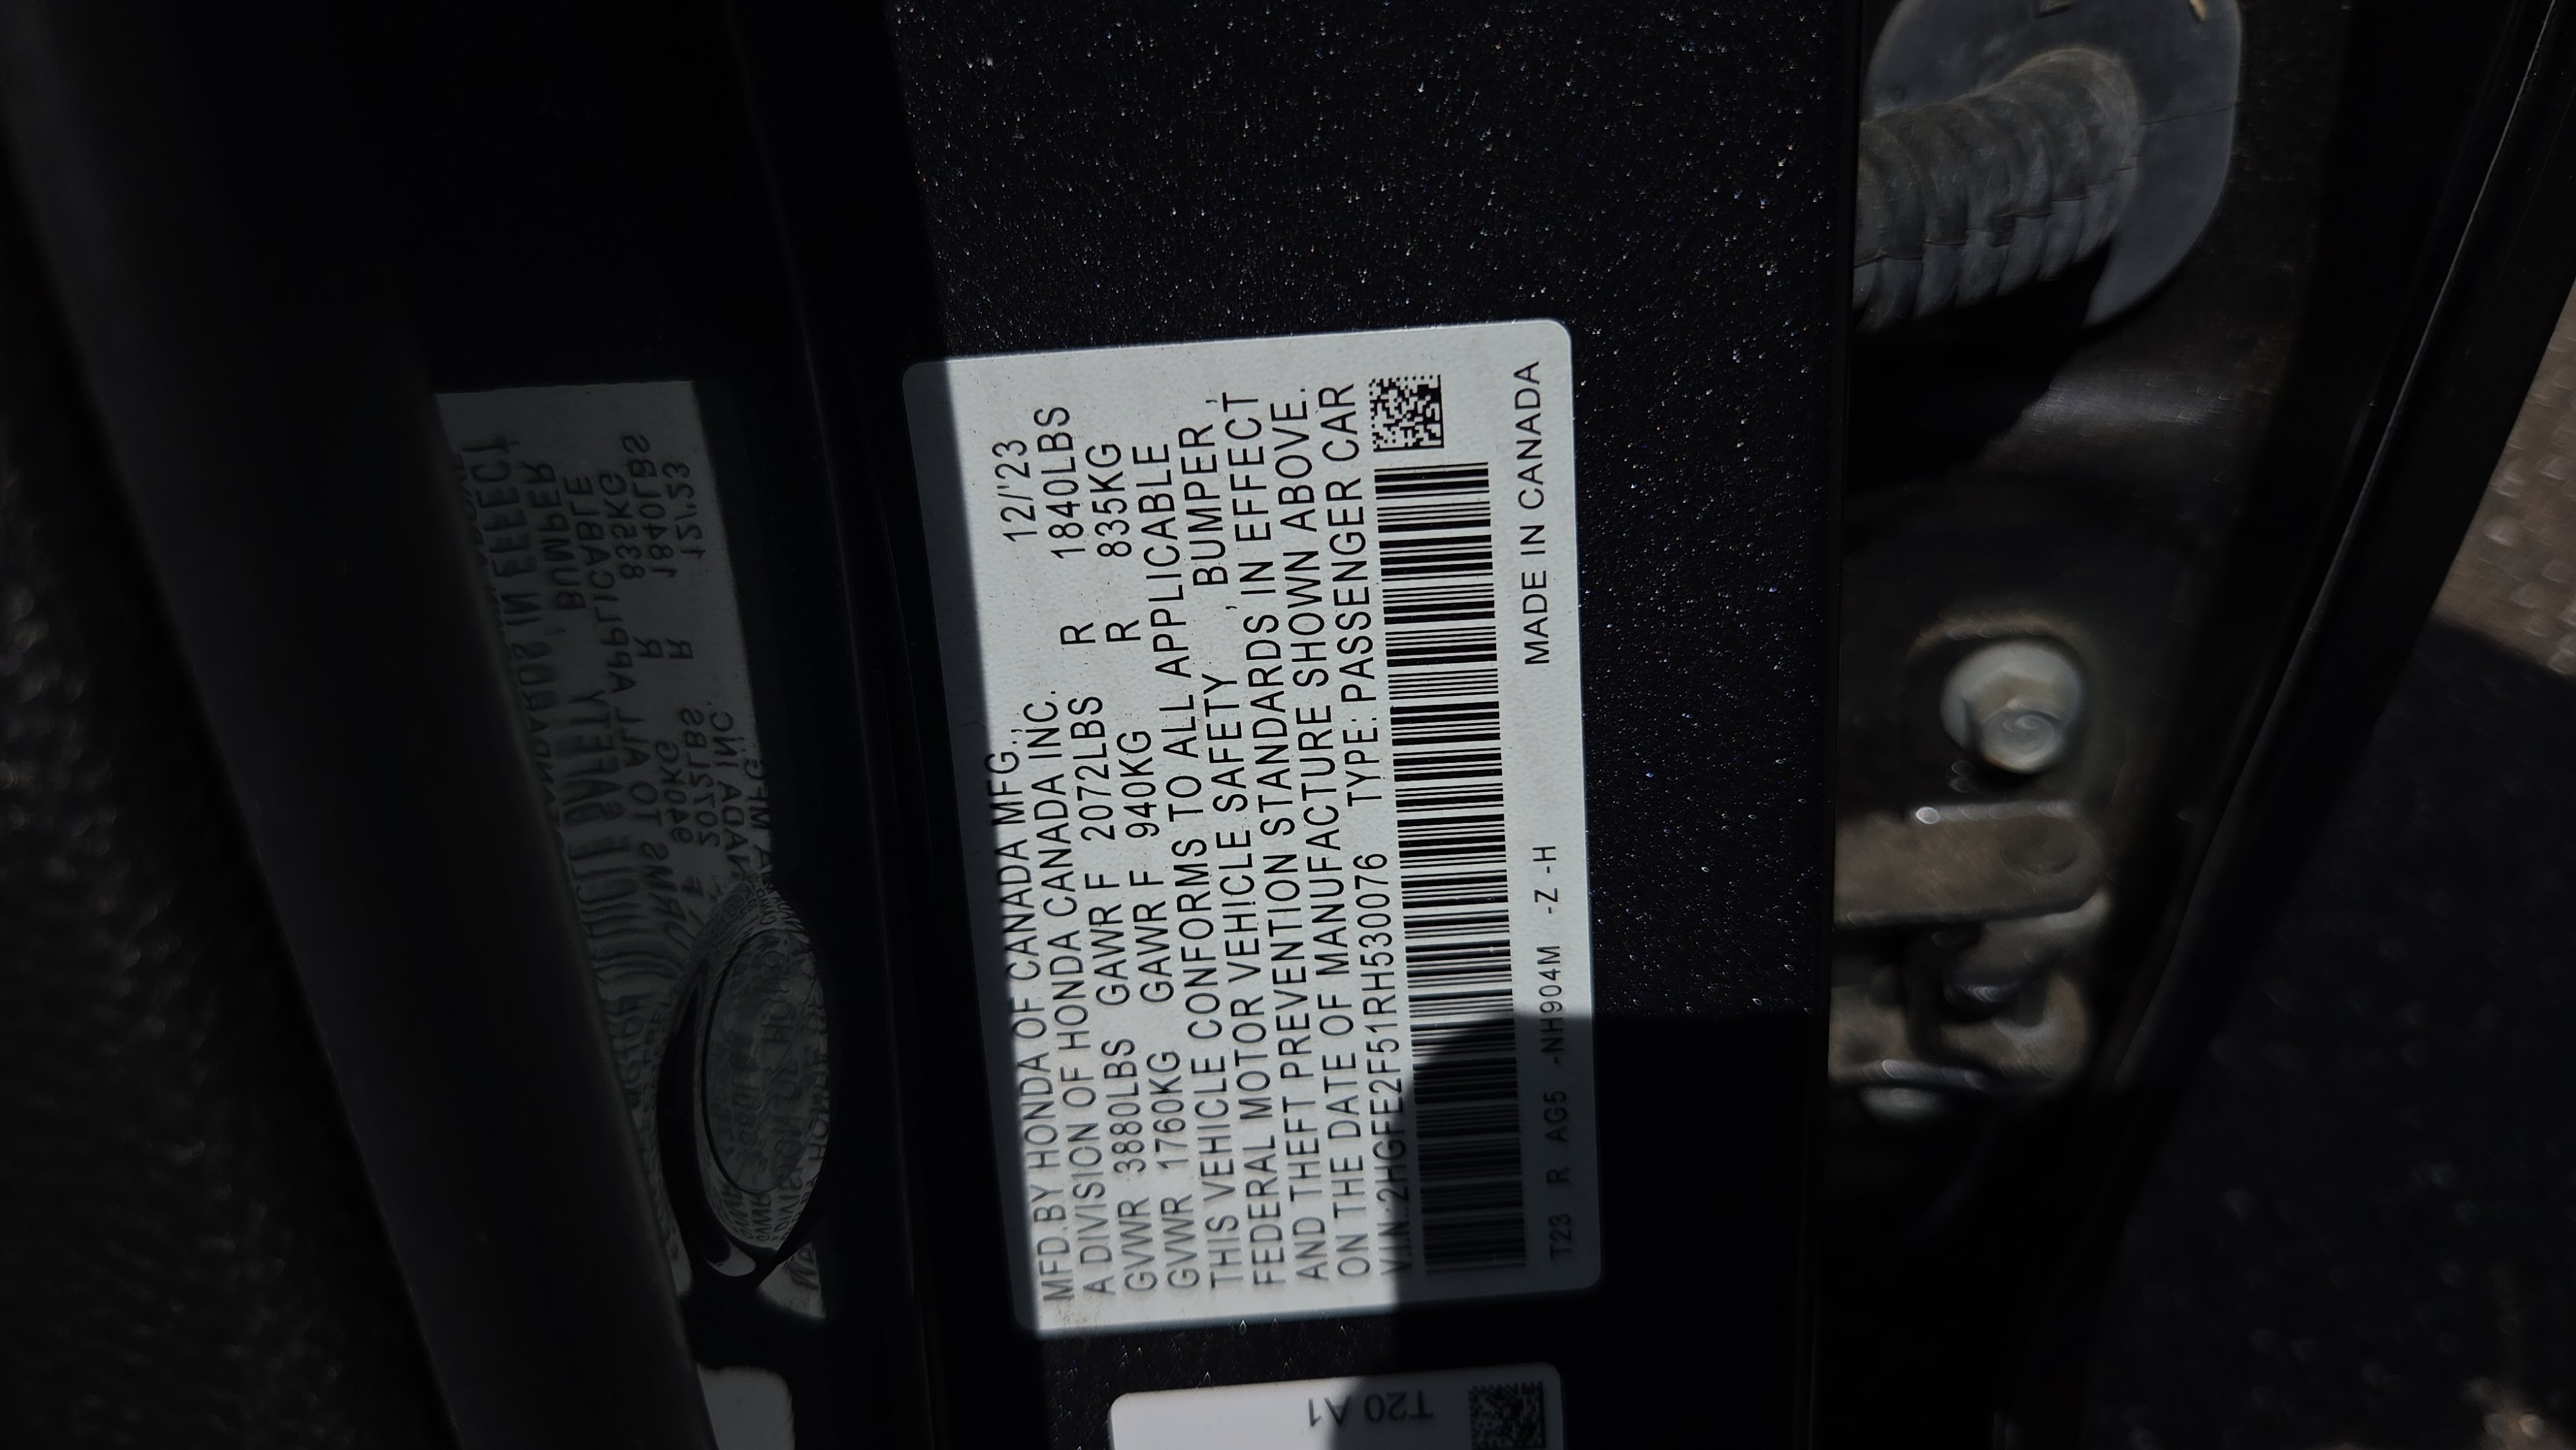 MFD.BY HONDA OF CANADA MFG., 12/'23
A DIVISION OF HONDA CANADA INC.
GVWR 3880LBS GAWR F 2072LBS R 1840LBS
GVWR 1760KG GAWR F 940KG R 835KG
THIS VEHICLE CONFORMS TO ALL APPLICABLE
FEDERAL MOTOR VEHICLE SAFETY , BUMPER ,
AND THEFT PREVENTION STANDARDS IN EFFECT
ON THE DATE OF MANUFACTURE SHOWN ABOVE.
V.I.N.:2HGFE2F51RH530076 TYPE:PASSENGER CAR
T23 R AG5 -NH904M -Z -H MADE IN CANADA
T20 A1